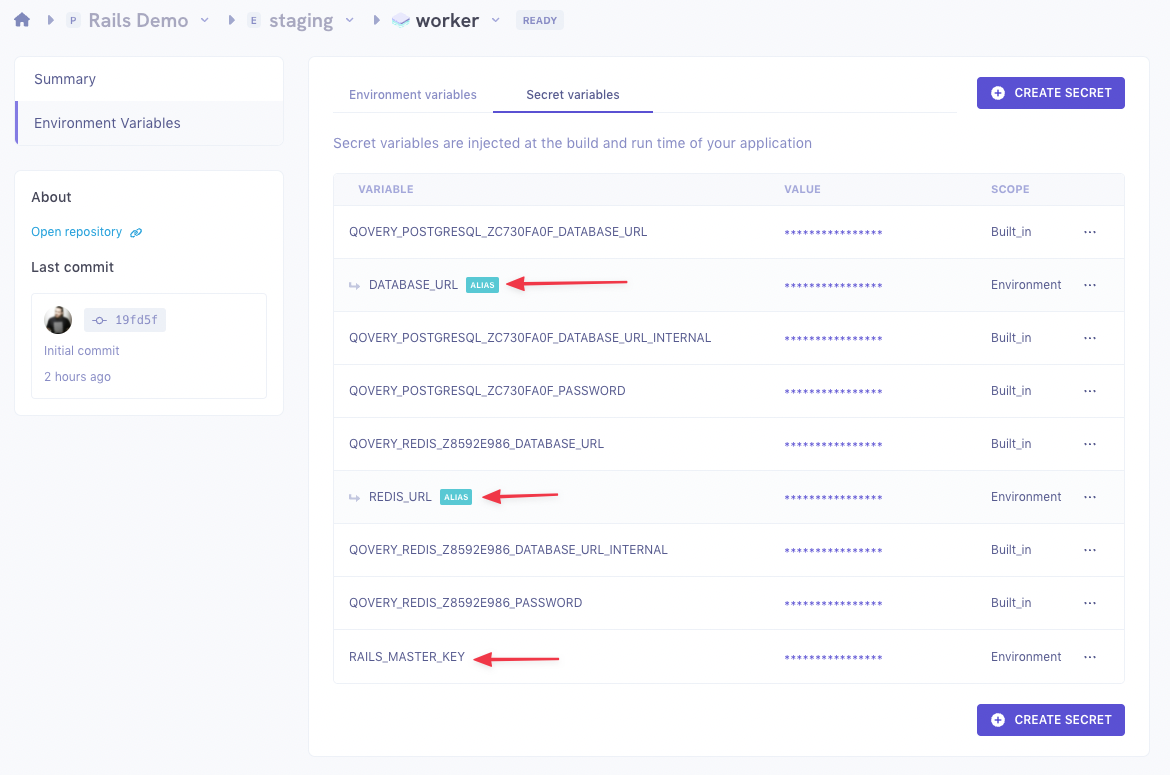 P Rails Demo E staging worker READY
Summary
Environment Variables
About
Open repository
Last commit
19fd5f
Initial commit
2 hours ago
Environment variables Secret variables CREATE SECRET
Secret variables are injected at the build and run time of your application
VARIABLE VALUE SCOPE
QOVERY_POSTGRESQL_ZC730FA0F_DATABASE_URL **************** Built_in ...
DATABASE_URL ALIAS **************** Environment ...
QOVERY_POSTGRESQL_ZC730FA0F_DATABASE_URL_INTERNAL **************** Built_in ...
QOVERY_POSTGRESQL_ZC730FA0F_PASSWORD **************** Built_in ...
QOVERY_REDIS_Z8592E986_DATABASE_URL **************** Built_in ...
REDIS_URL ALIAS **************** Environment ...
QOVERY_REDIS_Z8592E986_DATABASE_URL_INTERNAL **************** Built_in ...
QOVERY_REDIS_Z8592E986_PASSWORD **************** Built_in ...
RAILS_MASTER_KEY **************** Environment ...
CREATE SECRET